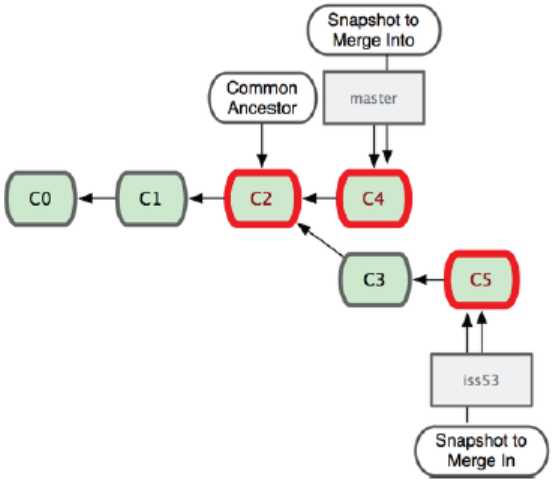 Snapshot to
Merge Into
Common
Ancestor
master
C0
C1
C2
C4
C3
C5
iss53
Snapshot to
Merge In